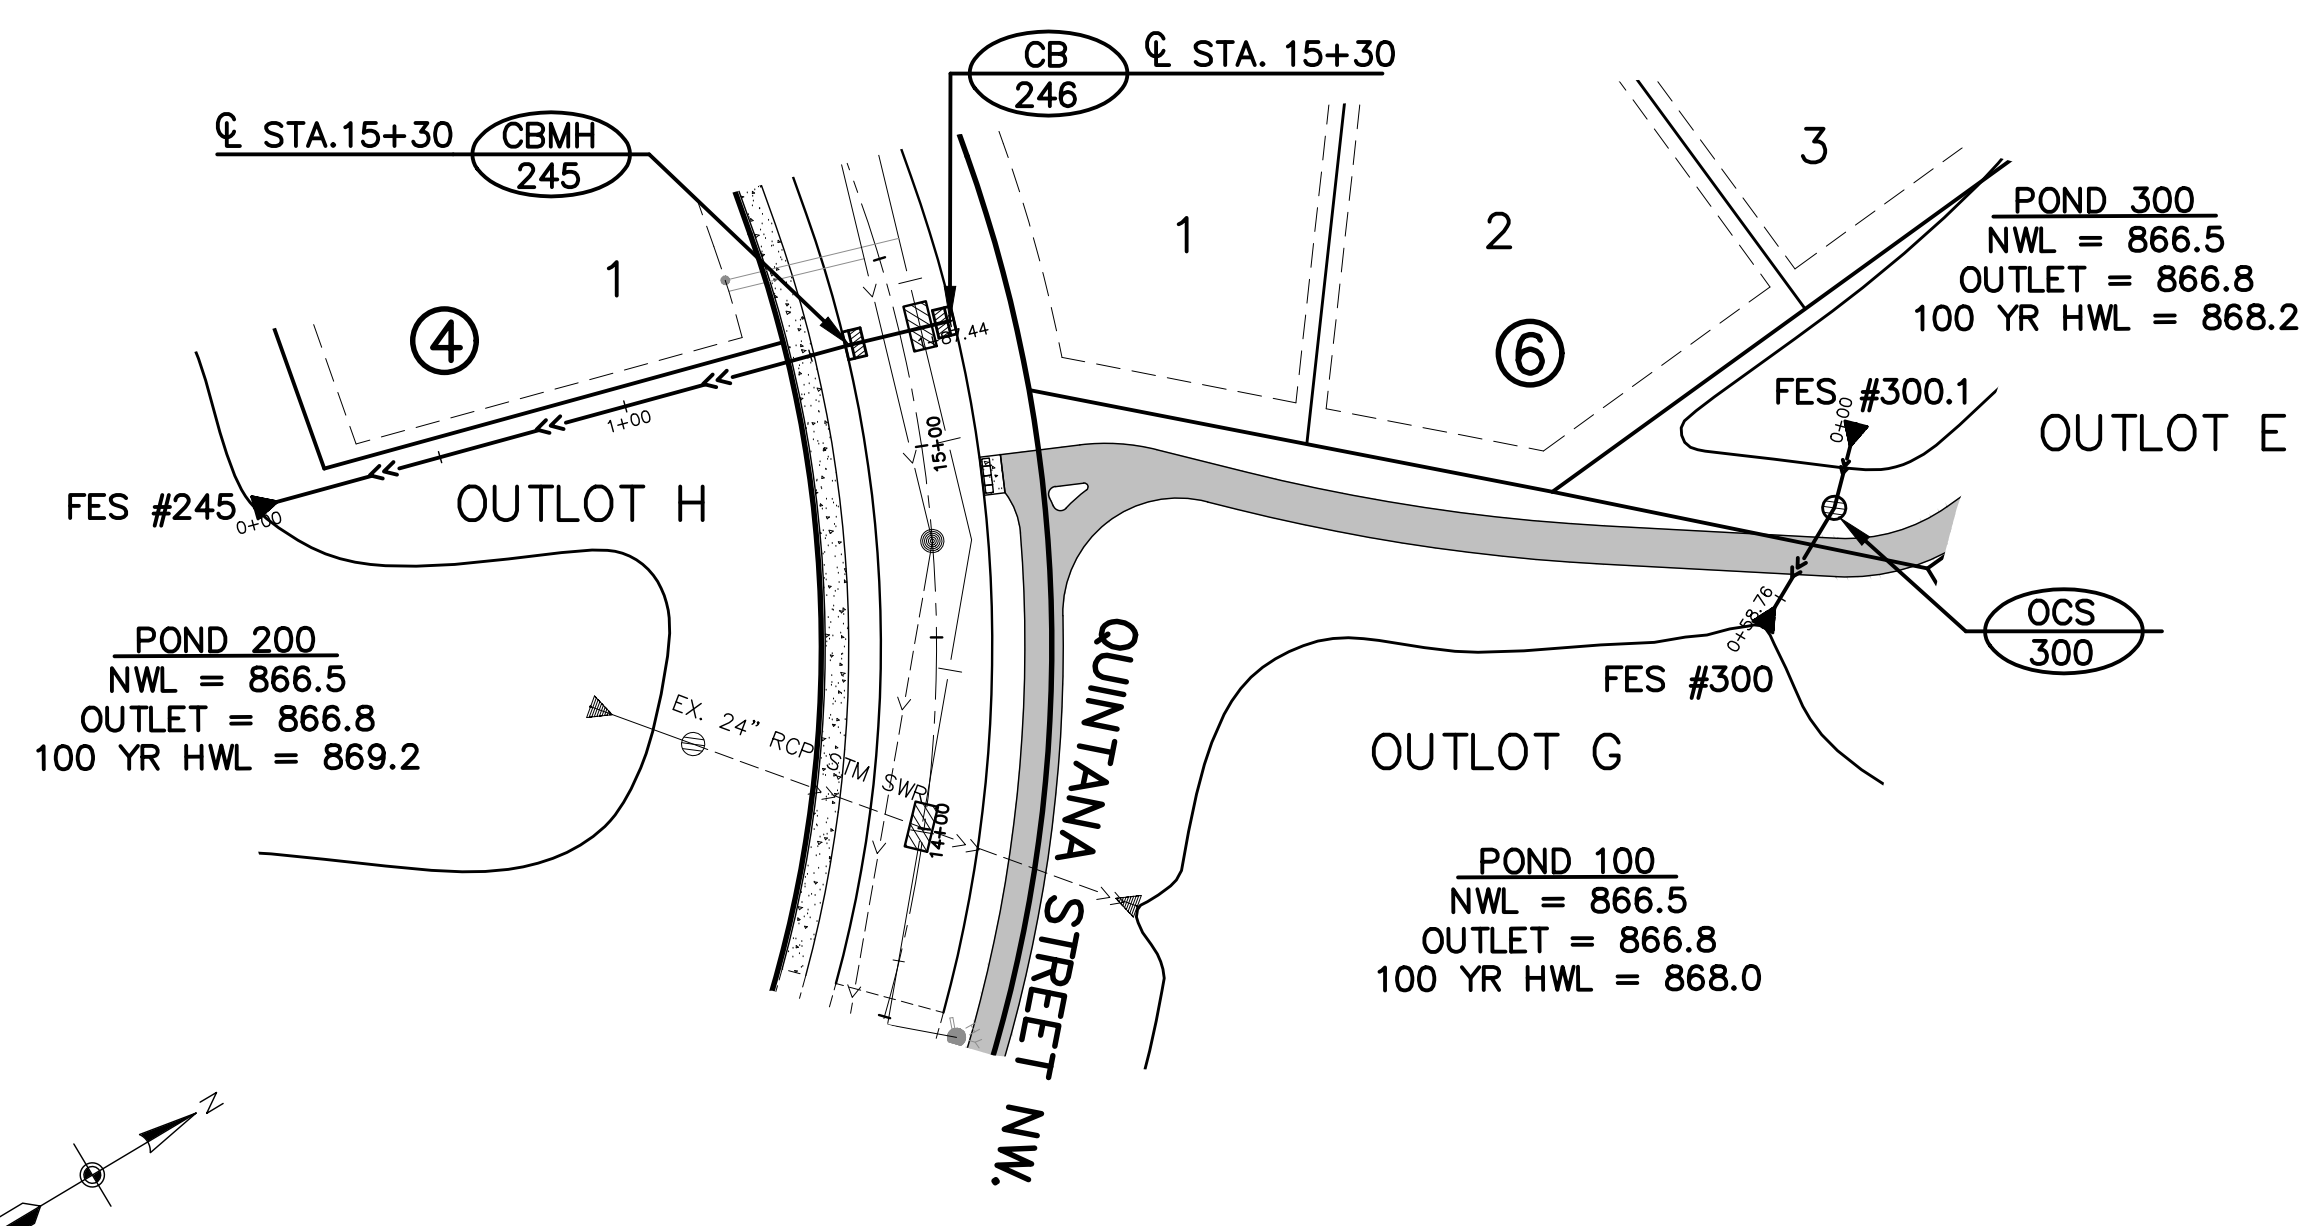 CB
℄ STA. 15+30
246
℄ STA.15+30
CBMH
245
3
POND 300
NWL = 866.5
OUTLET = 866.8
100 YR HWL = 868.2
1
1
2
4
6
FES #300.1
0+00
1+00
15+00
OUTLOT E
FES #245
0+00
OUTLOT H
OCS
300
0+58.76
FES #300
POND 200
NWL = 866.5
OUTLET = 866.8
100 YR HWL = 869.2
EX. 24" RCP STM SWR
14+00
QUINTANA STREET NW.
OUTLOT G
POND 100
NWL = 866.5
OUTLET = 866.8
100 YR HWL = 868.0
N